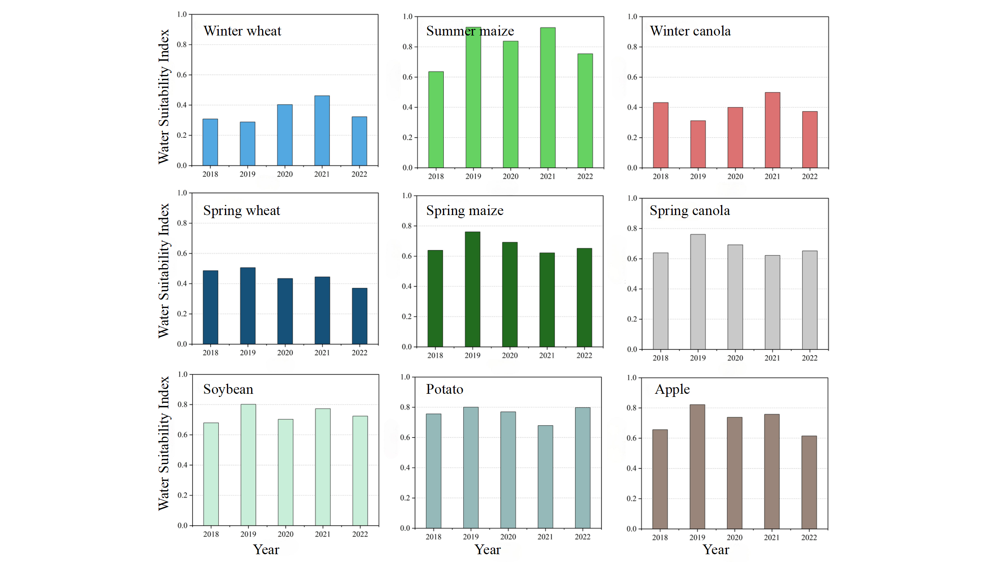 Water Suitability Index
1.0
0.8
0.6
0.4
0.2
0.0
Winter wheat
2018 2019 2020 2021 2022
1.0
0.8
0.6
0.4
0.2
0.0
Summer maize
2018 2019 2020 2021 2022
1.0
0.8
0.6
0.4
0.2
0.0
Winter canola
2018 2019 2020 2021 2022
Water Suitability Index
1.0
0.8
0.6
0.4
0.2
0.0
Spring wheat
2018 2019 2020 2021 2022
1.0
0.8
0.6
0.4
0.2
0.0
Spring maize
2018 2019 2020 2021 2022
1.0
0.8
0.6
0.4
0.2
0.0
Spring canola
2018 2019 2020 2021 2022
Water Suitability Index
1.0
0.8
0.6
0.4
0.2
0.0
Soybean
2018 2019 2020 2021 2022
Year
1.0
0.8
0.6
0.4
0.2
0.0
Potato
2018 2019 2020 2021 2022
Year
1.0
0.8
0.6
0.4
0.2
0.0
Apple
2018 2019 2020 2021 2022
Year